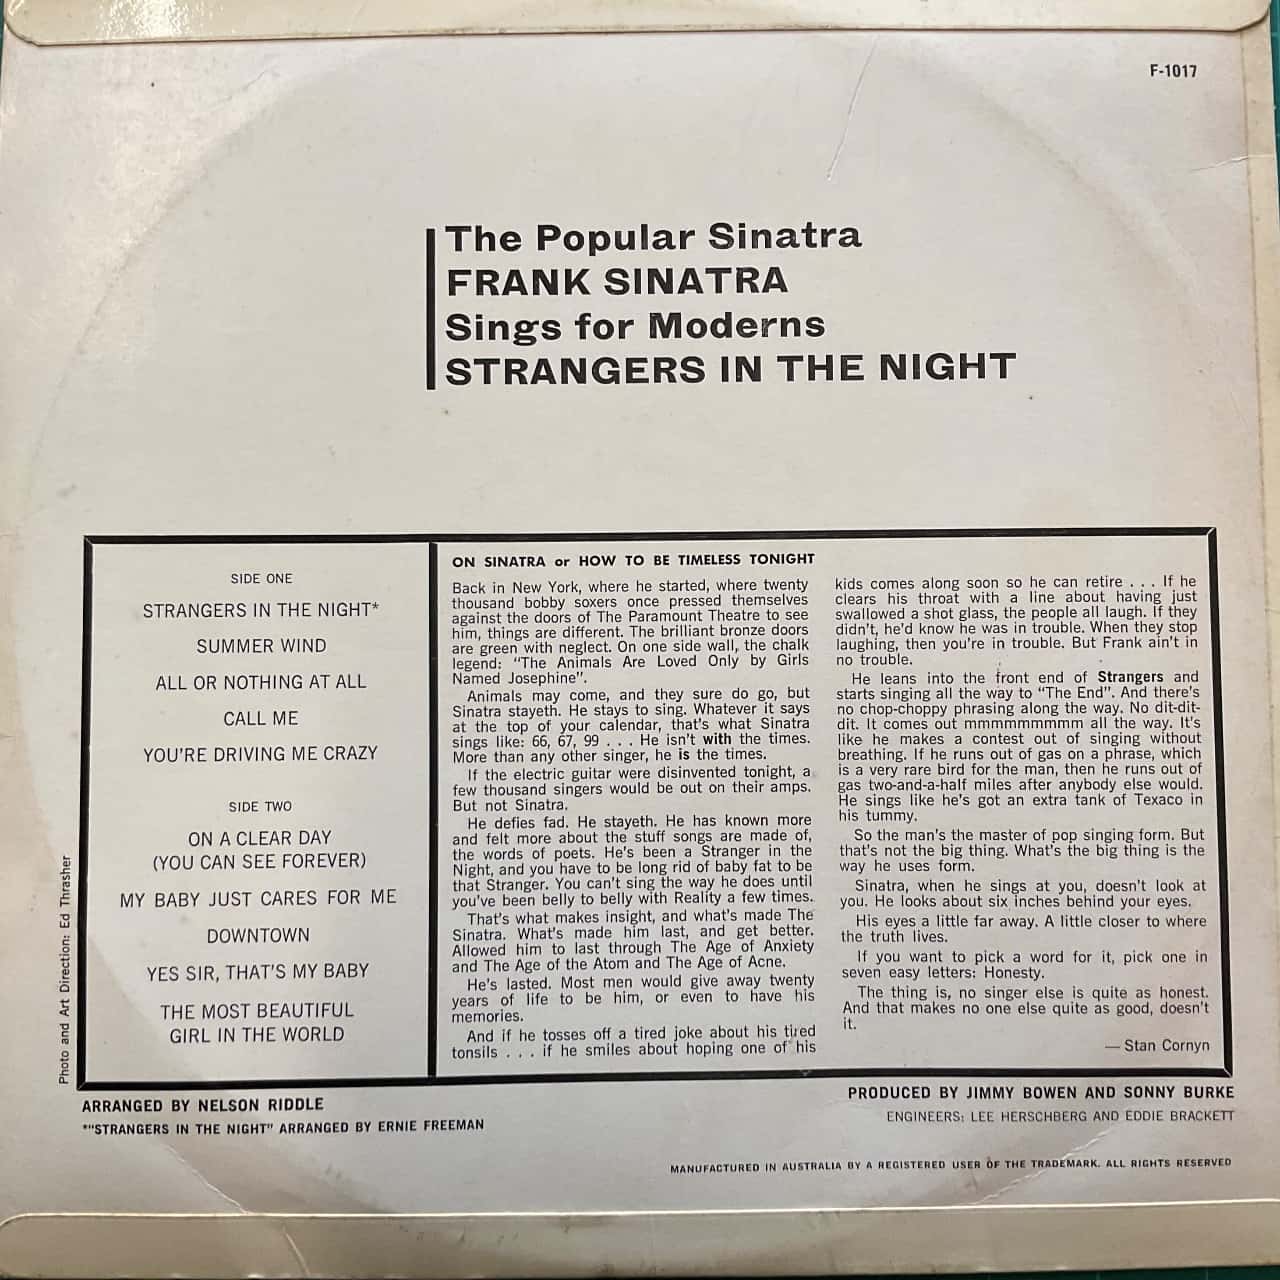 F-1017
The Popular Sinatra
FRANK SINATRA
Sings for Moderns
STRANGERS IN THE NIGHT
SIDE ONE
STRANGERS IN THE NIGHT*
SUMMER WIND
ALL OR NOTHING AT ALL
CALL ME
YOU'RE DRIVING ME CRAZY
SIDE TWO
ON A CLEAR DAY
(YOU CAN SEE FOREVER)
MY BABY JUST CARES FOR ME
DOWNTOWN
YES SIR, THAT'S MY BABY
THE MOST BEAUTIFUL
GIRL IN THE WORLD
ON SINATRA or HOW TO BE TIMELESS TONIGHT
Back in New York, where he started, where twenty
thousand bobby soxers once pressed themselves
against the doors of The Paramount Theatre to see
him, things are different. The brilliant bronze doors
are green with neglect. On one side wall, the chalk
legend: “The Animals Are Loved Only by Girls
Named Josephine”.
Animals may come, and they sure do go, but
Sinatra stayeth. He stays to sing. Whatever it says
at the top of your calendar, that's what Sinatra
sings like: 66, 67, 99 . . . He isn't with the times.
More than any other singer, he is the times.
If the electric guitar were disinvented tonight, a
few thousand singers would be out on their amps.
But not Sinatra.
He defies fad. He stayeth. He has known more
and felt more about the stuff songs are made of,
the words of poets. He's been a Stranger in the
Night, and you have to be long rid of baby fat to be
that Stranger. You can't sing the way he does until
you've been belly to belly with Reality a few times.
That's what makes insight, and what's made The
Sinatra. What's made him last, and get better.
Allowed him to last through The Age of Anxiety
and The Age of the Atom and The Age of Acne.
He's lasted. Most men would give away twenty
years of life to be him, or even to have his
memories.
And if he tosses off a tired joke about his tired
tonsils . . . if he smiles about hoping one of his
kids comes along soon so he can retire . . . If he
clears his throat with a line about having just
swallowed a shot glass, the people all laugh. If they
didn't, he'd know he was in trouble. When they stop
laughing, then you're in trouble. But Frank ain't in
no trouble.
He leans into the front end of Strangers and
starts singing all the way to “The End”. And there's
no chop-choppy phrasing along the way. No dit-dit-
dit. It comes out mmmmmmmmm all the way. It's
like he makes a contest out of singing without
breathing. If he runs out of gas on a phrase, which
is a very rare bird for the man, then he runs out of
gas two-and-a-half miles after anybody else would.
He sings like he's got an extra tank of Texaco in
his tummy.
So the man's the master of pop singing form. But
that's not the big thing. What's the big thing is the
way he uses form.
Sinatra, when he sings at you, doesn't look at
you. He looks about six inches behind your eyes.
His eyes a little far away. A little closer to where
the truth lives.
If you want to pick a word for it, pick one in
seven easy letters: Honesty.
The thing is, no singer else is quite as honest.
And that makes no one else quite as good, doesn't
it.
— Stan Cornyn
Photo and Art Direction: Ed Thrasher
ARRANGED BY NELSON RIDDLE
*"STRANGERS IN THE NIGHT" ARRANGED BY ERNIE FREEMAN
PRODUCED BY JIMMY BOWEN AND SONNY BURKE
ENGINEERS: LEE HERSCHBERG AND EDDIE BRACKETT
MANUFACTURED IN AUSTRALIA BY A REGISTERED USER OF THE TRADEMARK. ALL RIGHTS RESERVED